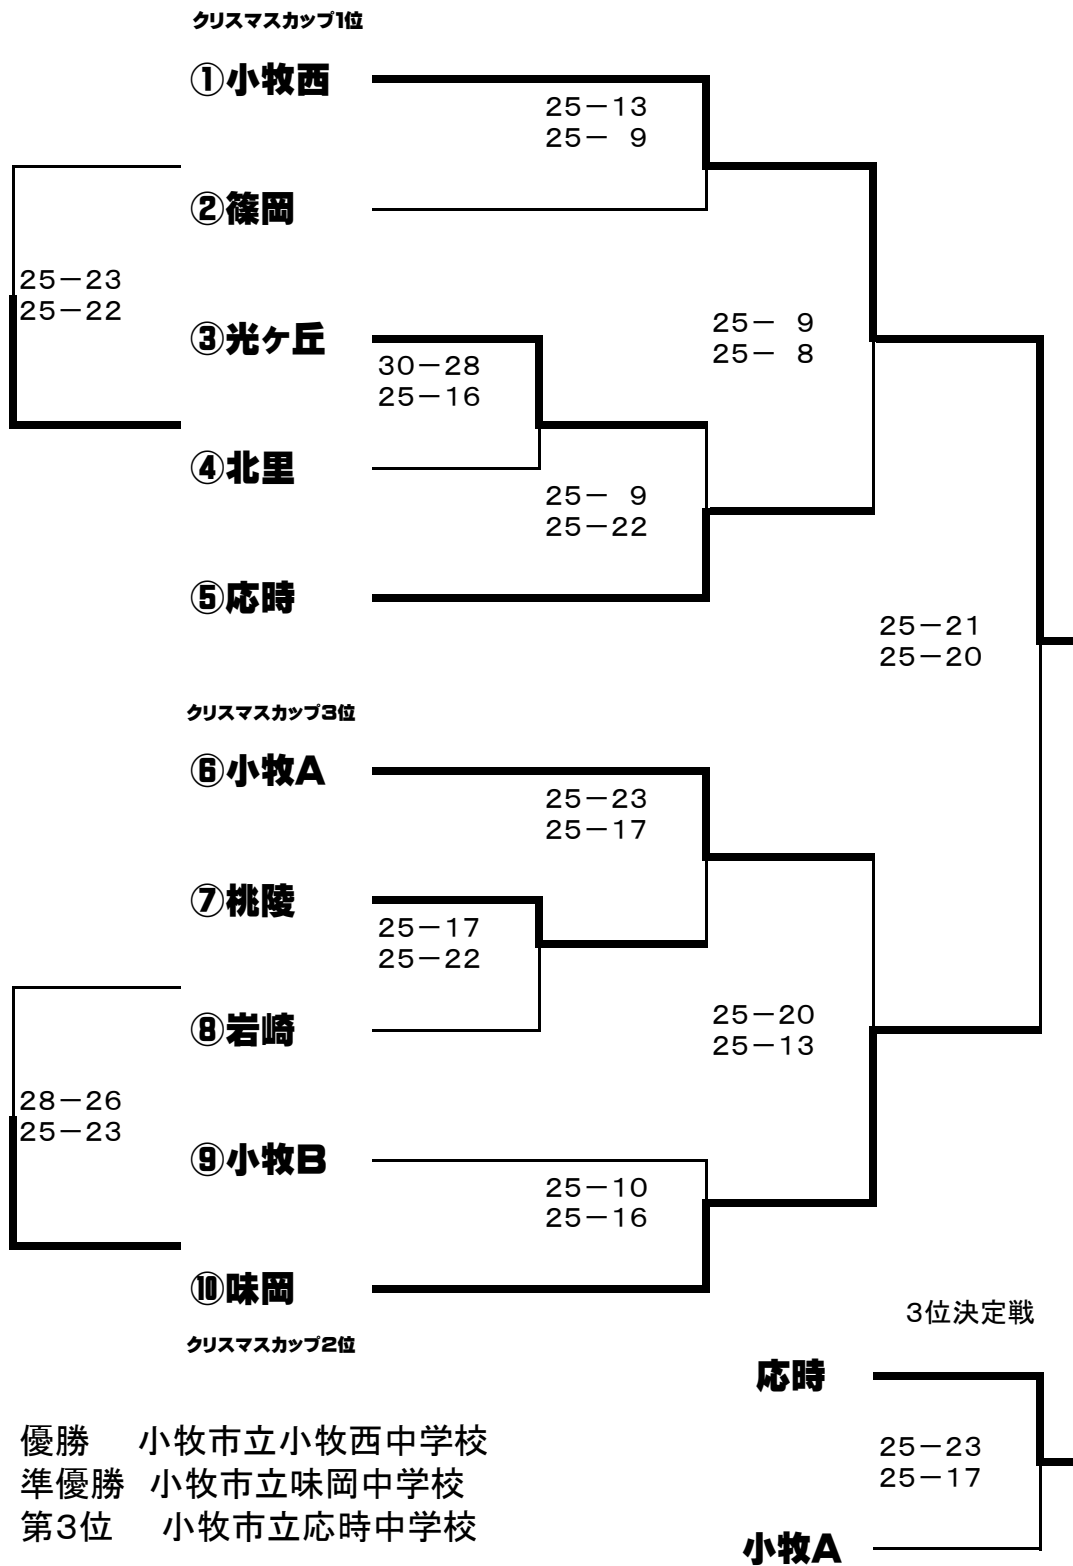 クリスマスカップ1位
①小牧西
25－13
25－ 9
②篠岡
25－23
25－22
③光ヶ丘
30－28
25－16
25－ 9
25－ 8
④北里
25－ 9
25－22
⑤応時
25－21
25－20
クリスマスカップ3位
⑥小牧A
25－23
25－17
⑦桃陵
25－17
25－22
⑧岩崎
25－20
25－13
28－26
25－23
⑨小牧B
25－10
25－16
⑩味岡
クリスマスカップ2位
3位決定戦
応時
25－23
25－17
小牧A
優勝 小牧市立小牧西中学校
準優勝 小牧市立味岡中学校
第3位 小牧市立応時中学校